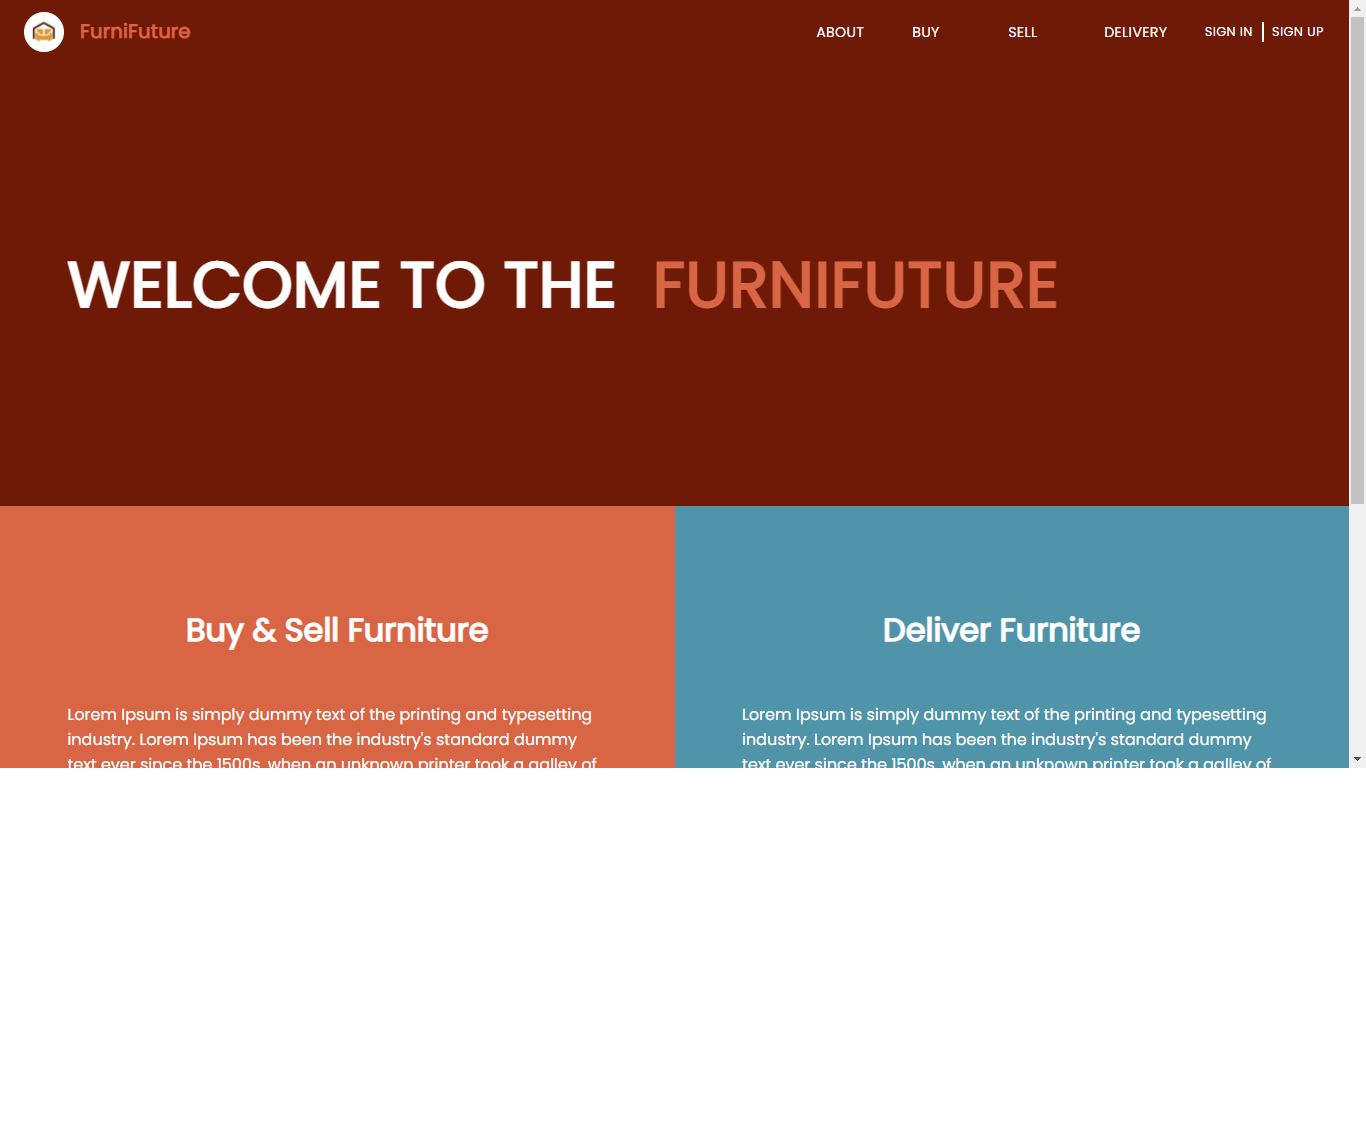 FurniFuture
ABOUT BUY SELL DELIVERY SIGN IN SIGN UP
WELCOME TO THE FURNIFUTURE
Buy & Sell Furniture
Lorem Ipsum is simply dummy text of the printing and typesetting
industry. Lorem Ipsum has been the industry's standard dummy
text ever since the 1500s, when an unknown printer took a galley of
Deliver Furniture
Lorem Ipsum is simply dummy text of the printing and typesetting
industry. Lorem Ipsum has been the industry's standard dummy
text ever since the 1500s, when an unknown printer took a galley of